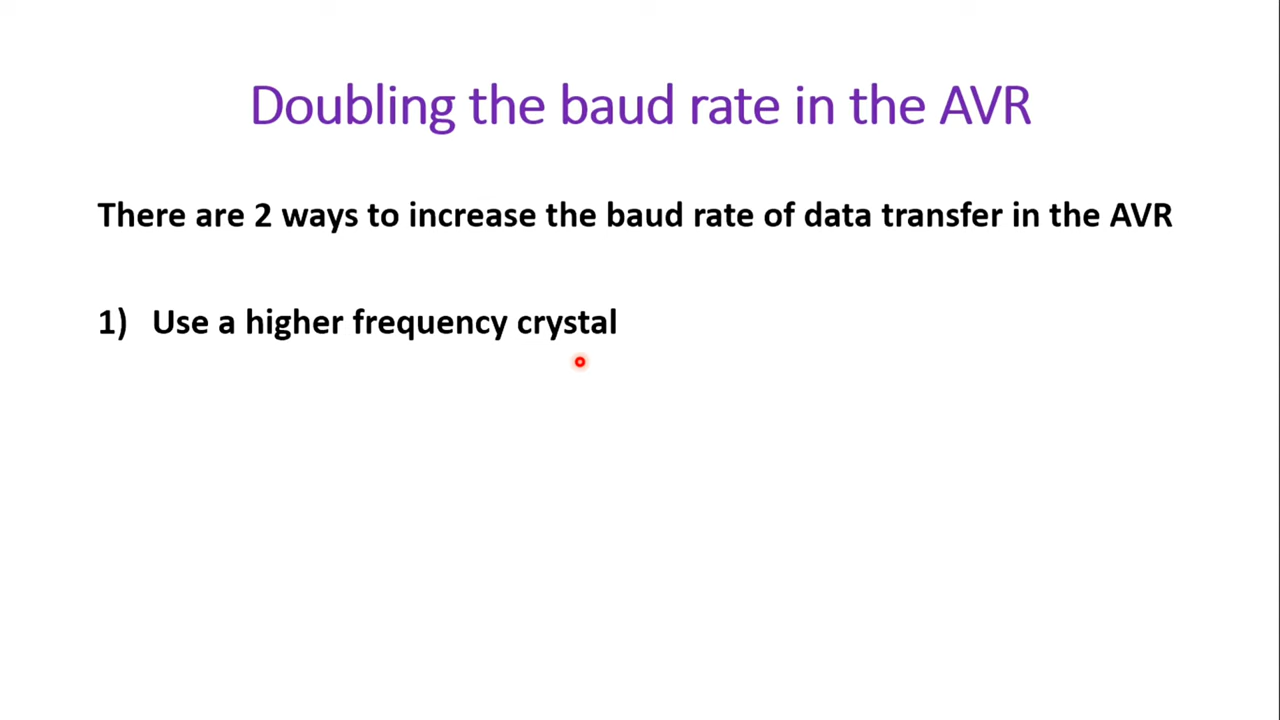 Doubling the baud rate in the AVR
There are 2 ways to increase the baud rate of data transfer in the AVR
1) Use a higher frequency crystal